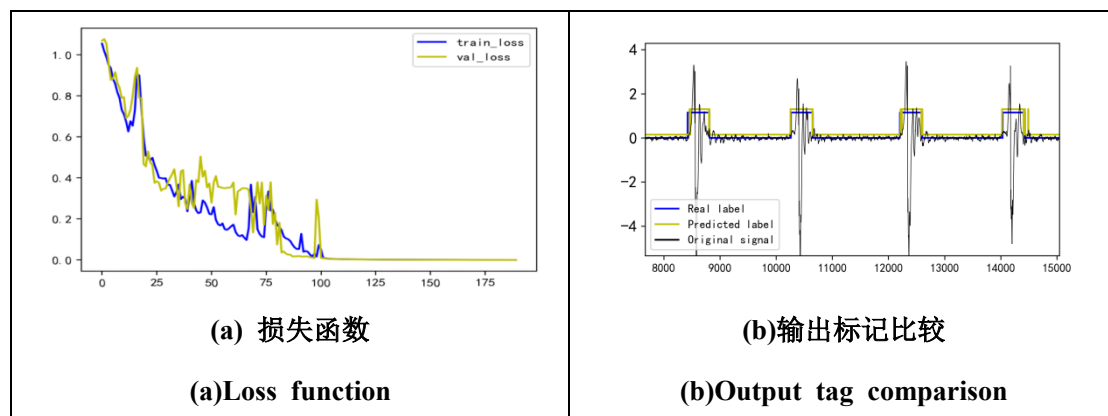 train_loss
val_loss
1.0
0.8
0.6
0.4
0.2
0.0
0 25 50 75 100 125 150 175
(a) 损失函数
(a)Loss function
4
2
0
−2
−4
Real label
Predicted label
Original signal
8000 9000 10000 11000 12000 13000 14000 15000
(b)输出标记比较
(b)Output tag comparison